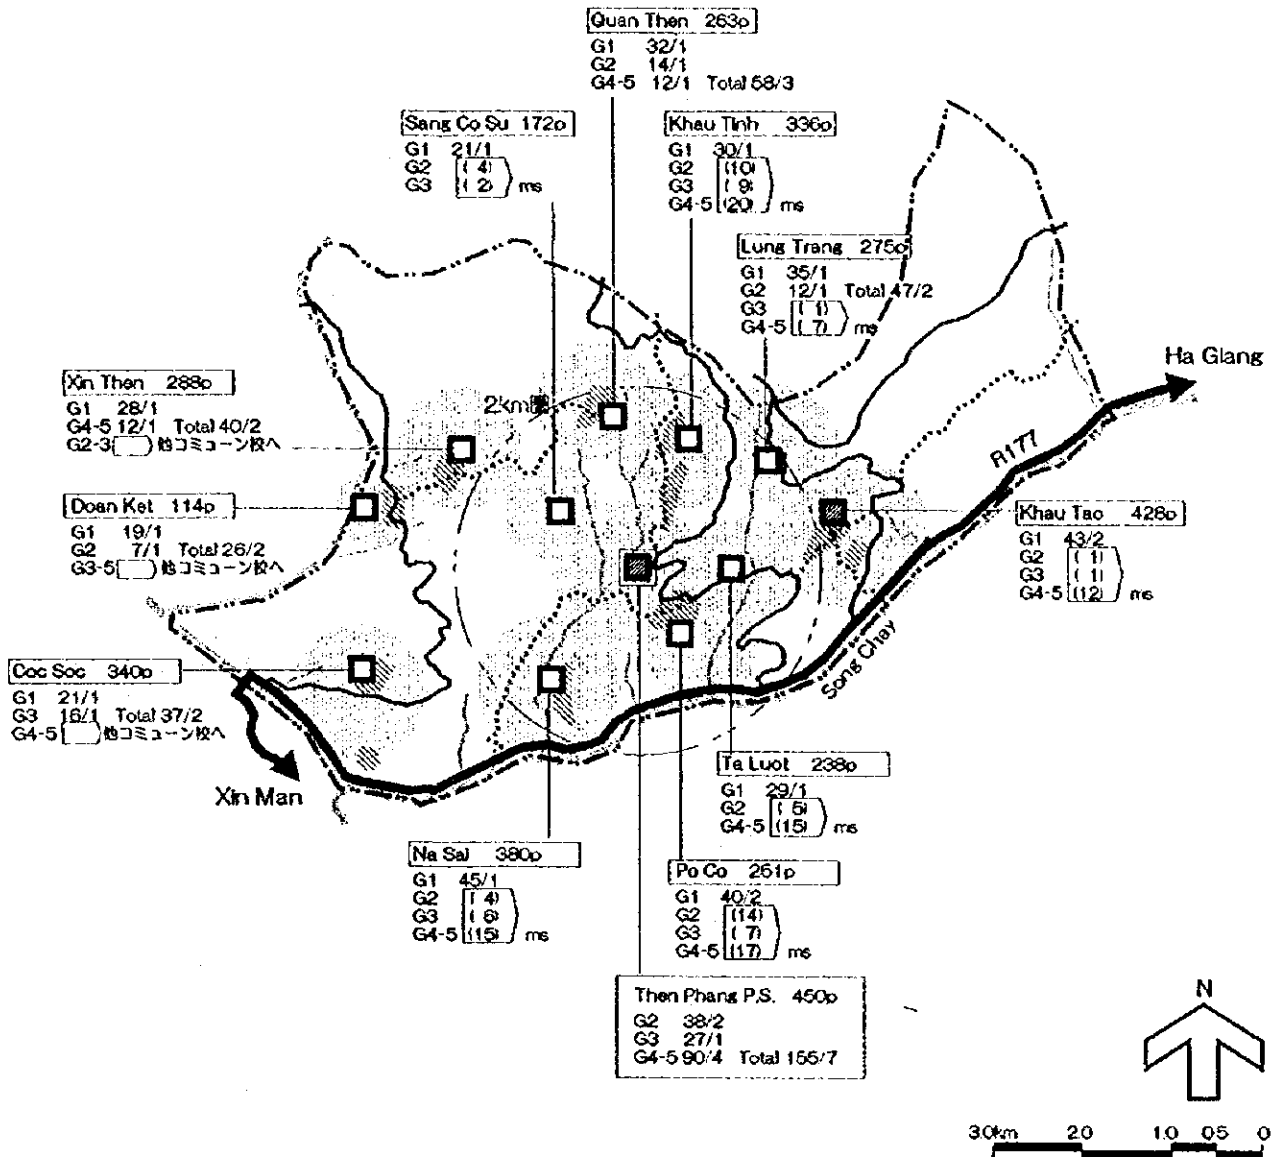 Quan Then 263p
G1 32/1
G2 14/1
G4-5 12/1 Total 58/3
Sang Co Su 172p
G1 21/1
G2 ( 4)
G3 ( 2) ms
Khau Tinh 336p
G1 30/1
G2 (10)
G3 ( 9)
G4-5 (20) ms
Lung Trang 275p
G1 35/1
G2 12/1 Total 47/2
G3 ( 1)
G4-5 ( 7) ms
Ha Giang
Xin Then 288p
G1 28/1
G4-5 12/1 Total 40/2
G2-3( ) 他コミューン校へ
2km圏
R177
Doan Ket 114p
G1 19/1
G2 7/1 Total 26/2
G3-5( ) 他コミューン校へ
Khau Tao 428p
G1 43/2
G2 ( 1)
G3 ( 1)
G4-5 (12) ms
Song Chay
Coc Soc 340p
G1 21/1
G3 16/1 Total 37/2
G4-5( ) 他コミューン校へ
Xin Man
Ta Luot 238p
G1 29/1
G2 ( 5)
G4-5 (15) ms
Na Sai 380p
G1 45/1
G2 ( 4)
G3 ( 6)
G4-5 (15) ms
Po Co 251p
G1 40/2
G2 (14)
G3 ( 7)
G4-5 (17) ms
Then Phang P.S. 450p
G2 38/2
G3 27/1
G4-5 90/4 Total 155/7
N
3.0km 2.0 1.0 0.5 0